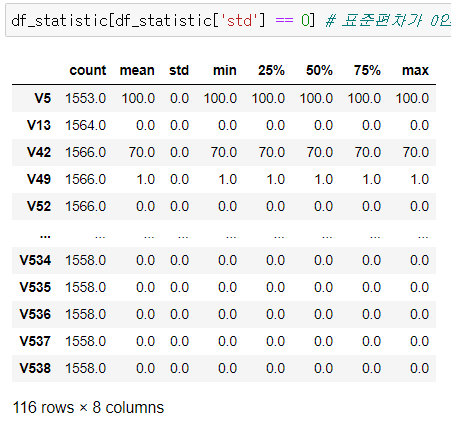 df_statistic[df_statistic['std'] == 0] # 표준편차가 0인
count mean std min 25% 50% 75% max
V5 1553.0 100.0 0.0 100.0 100.0 100.0 100.0 100.0
V13 1564.0 0.0 0.0 0.0 0.0 0.0 0.0 0.0
V42 1566.0 70.0 0.0 70.0 70.0 70.0 70.0 70.0
V49 1566.0 1.0 0.0 1.0 1.0 1.0 1.0 1.0
V52 1566.0 0.0 0.0 0.0 0.0 0.0 0.0 0.0
... ... ... ... ... ... ... ... ...
V534 1558.0 0.0 0.0 0.0 0.0 0.0 0.0 0.0
V535 1558.0 0.0 0.0 0.0 0.0 0.0 0.0 0.0
V536 1558.0 0.0 0.0 0.0 0.0 0.0 0.0 0.0
V537 1558.0 0.0 0.0 0.0 0.0 0.0 0.0 0.0
V538 1558.0 0.0 0.0 0.0 0.0 0.0 0.0 0.0
116 rows × 8 columns